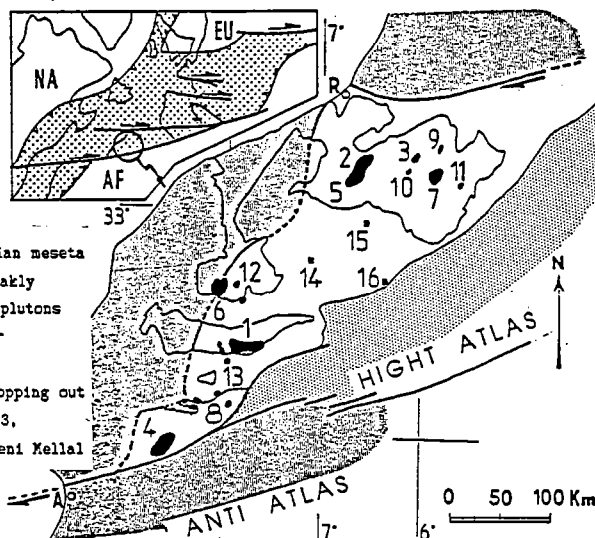 EU
7°
NA
AF
33°
R
2
3
9
5
10
7
11
15
14
16
12
6
1
13
8
4
A
ian meseta
akly
plutons
-
opping out
3,
eni Mellal
N
HIGHT ATLAS
ANTI ATLAS
7°
6°
0 50 100 Km